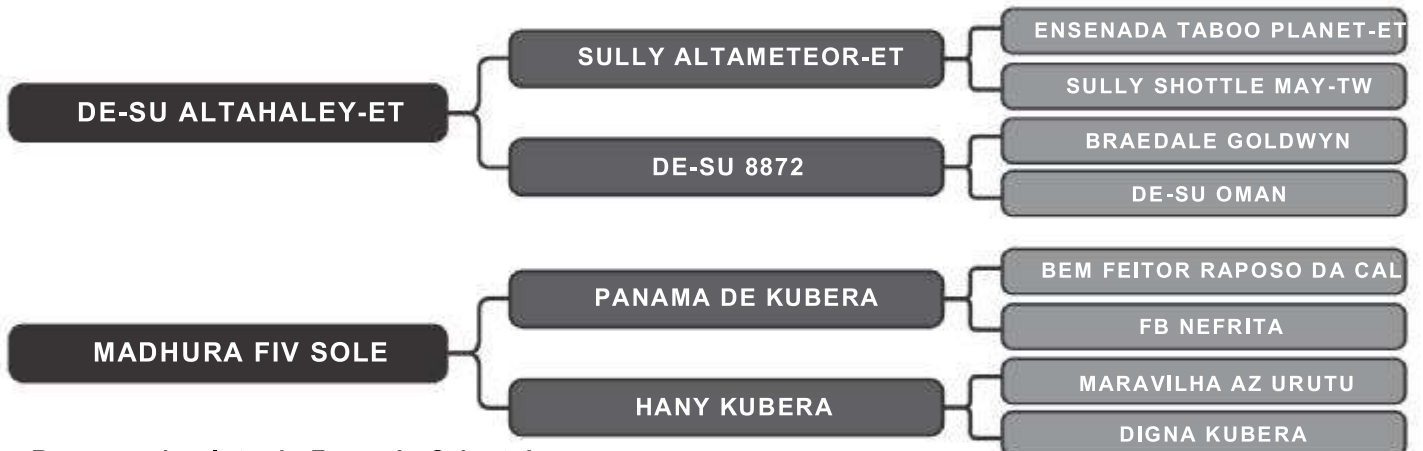 ENSENADA TABOO PLANET-ET
SULLY ALTAMETEOR-ET
SULLY SHOTTLE MAY-TW
DE-SU ALTAHALEY-ET
BRAEDALE GOLDWYN
DE-SU 8872
DE-SU OMAN
BEM FEITOR RAPOSO DA CAL
PANAMA DE KUBERA
FB NEFRITA
MADHURA FIV SOLE
MARAVILHA AZ URUTU
HANY KUBERA
DIGNA KUBERA